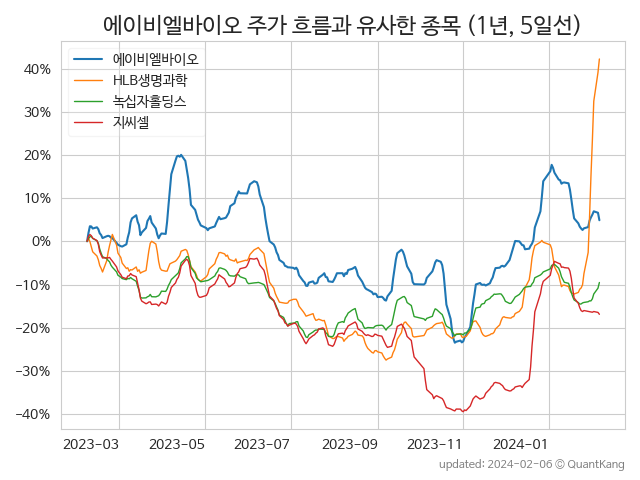 에이비엘바이오 주가 흐름과 유사한 종목 (1년, 5일선)
에이비엘바이오
HLB생명과학
녹십자홀딩스
지씨셀
40%
30%
20%
10%
0%
−10%
−20%
−30%
−40%
2023-03 2023-05 2023-07 2023-09 2023-11 2024-01
updated: 2024-02-06 © QuantKang